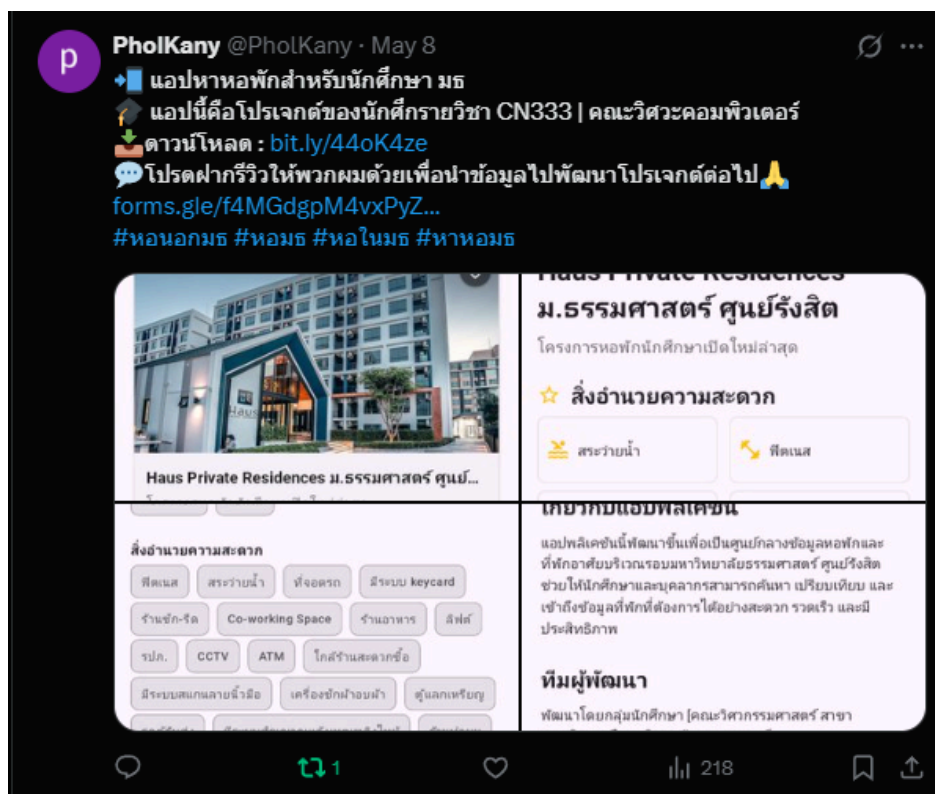 p
PholKany @PholKany · May 8
แอปหาหอพักสำหรับนักศึกษา มธ
แอปนี้คือโปรเจกต์ของนักศึกรายวิชา CN333 | คณะวิศวะคอมพิวเตอร์
ดาวน์โหลด : bit.ly/44oK4ze
โปรดฝากรีวิวให้พวกผมด้วยเพื่อนำข้อมูลไปพัฒนาโปรเจกต์ต่อไป
forms.gle/f4MGdgpM4vxPyZ...
#หอนอกมธ #หอมธ #หอในมธ #หาหอมธ
Haus
Haus Private Residences ม.ธรรมศาสตร์ ศูนย์...
Haus Private Residences
ม.ธรรมศาสตร์ ศูนย์รังสิต
โครงการหอพักนักศึกษาเปิดใหม่ล่าสุด
สิ่งอำนวยความสะดวก
สระว่ายน้ำ
ฟิตเนส
สิ่งอำนวยความสะดวก
ฟิตเนส สระว่ายน้ำ ที่จอดรถ มีระบบ keycard
ร้านซัก-รีด Co-working Space ร้านอาหาร ลิฟต์
รปภ. CCTV ATM ใกล้ร้านสะดวกซื้อ
มีระบบสแกนลายนิ้วมือ เครื่องซักผ้าอบผ้า ตู้แลกเหรียญ
เกี่ยวกับแอปพลิเคชัน
แอปพลิเคชันนี้พัฒนาขึ้นเพื่อเป็นศูนย์กลางข้อมูลหอพักและ
ที่พักอาศัยบริเวณรอบมหาวิทยาลัยธรรมศาสตร์ ศูนย์รังสิต
ช่วยให้นักศึกษาและบุคลากรสามารถค้นหา เปรียบเทียบ และ
เข้าถึงข้อมูลที่พักที่ต้องการได้อย่างสะดวก รวดเร็ว และมี
ประสิทธิภาพ
ทีมผู้พัฒนา
พัฒนาโดยกลุ่มนักศึกษา [คณะวิศวกรรมศาสตร์ สาขา
1
218